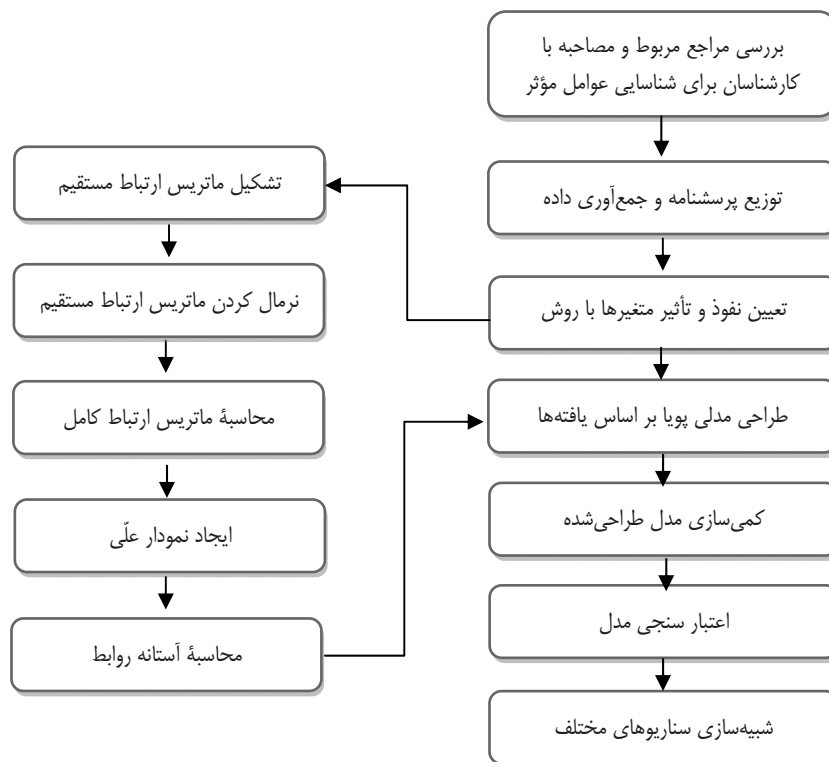 بررسی مراجع مربوط و مصاحبه با
کارشناسان برای شناسایی عوامل مؤثر
توزیع پرسشنامه و جمع‌آوری داده
تعیین نفوذ و تأثیر متغیرها با روش
طراحی مدلی پویا بر اساس یافته‌ها
کمی‌سازی مدل طراحی‌شده
اعتبار سنجی مدل
شبیه‌سازی سناریوهای مختلف
تشکیل ماتریس ارتباط مستقیم
نرمال کردن ماتریس ارتباط مستقیم
محاسبۀ ماتریس ارتباط کامل
ایجاد نمودار علّی
محاسبۀ آستانه روابط